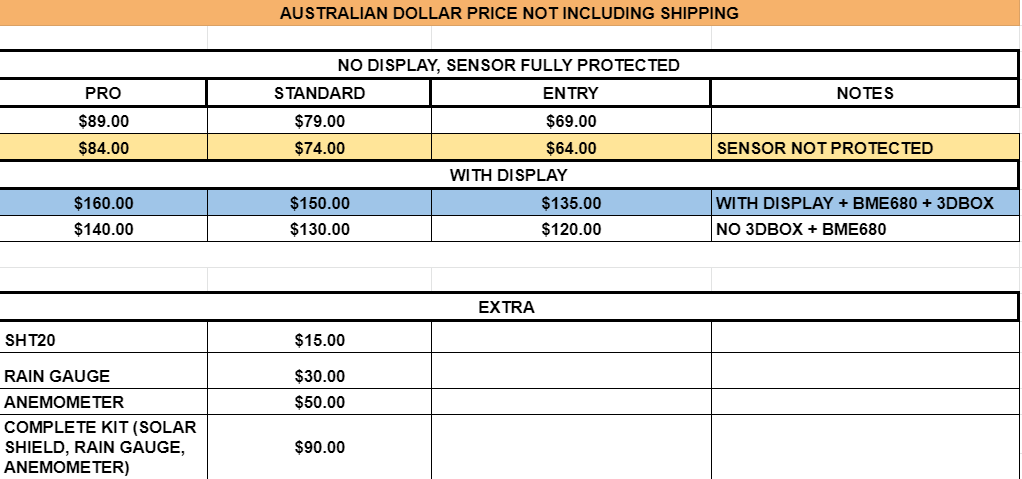 AUSTRALIAN DOLLAR PRICE NOT INCLUDING SHIPPING
NO DISPLAY, SENSOR FULLY PROTECTED
PRO STANDARD ENTRY NOTES
$89.00 $79.00 $69.00
$84.00 $74.00 $64.00 SENSOR NOT PROTECTED
WITH DISPLAY
$160.00 $150.00 $135.00 WITH DISPLAY + BME680 + 3DBOX
$140.00 $130.00 $120.00 NO 3DBOX + BME680
EXTRA
SHT20 $15.00
RAIN GAUGE $30.00
ANEMOMETER $50.00
COMPLETE KIT (SOLAR
SHIELD, RAIN GAUGE, $90.00
ANEMOMETER)